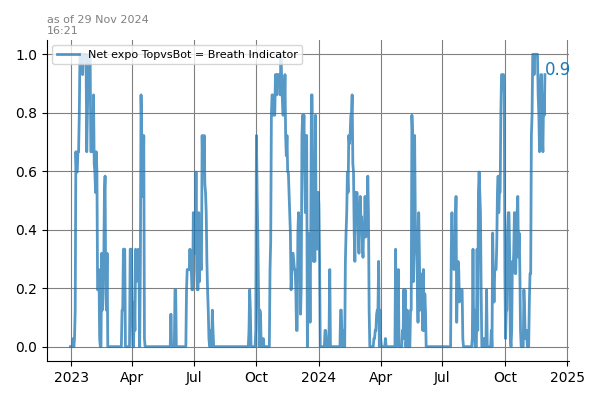 as of 29 Nov 2024
16:21
Net expo TopvsBot = Breath Indicator
1.0
0.9
0.8
0.6
0.4
0.2
0.0
2023 Apr Jul Oct 2024 Apr Jul Oct 2025